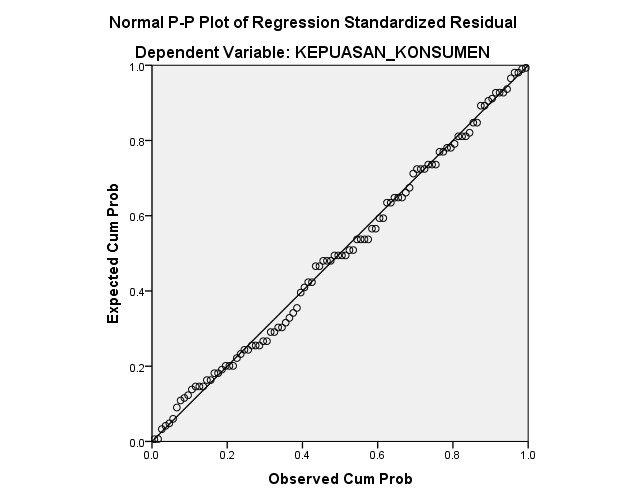 Normal P-P Plot of Regression Standardized Residual
Dependent Variable: KEPUASAN_KONSUMEN
1.0
0.8
0.6
0.4
0.2
0.0
Expected Cum Prob
0.0 0.2 0.4 0.6 0.8 1.0
Observed Cum Prob